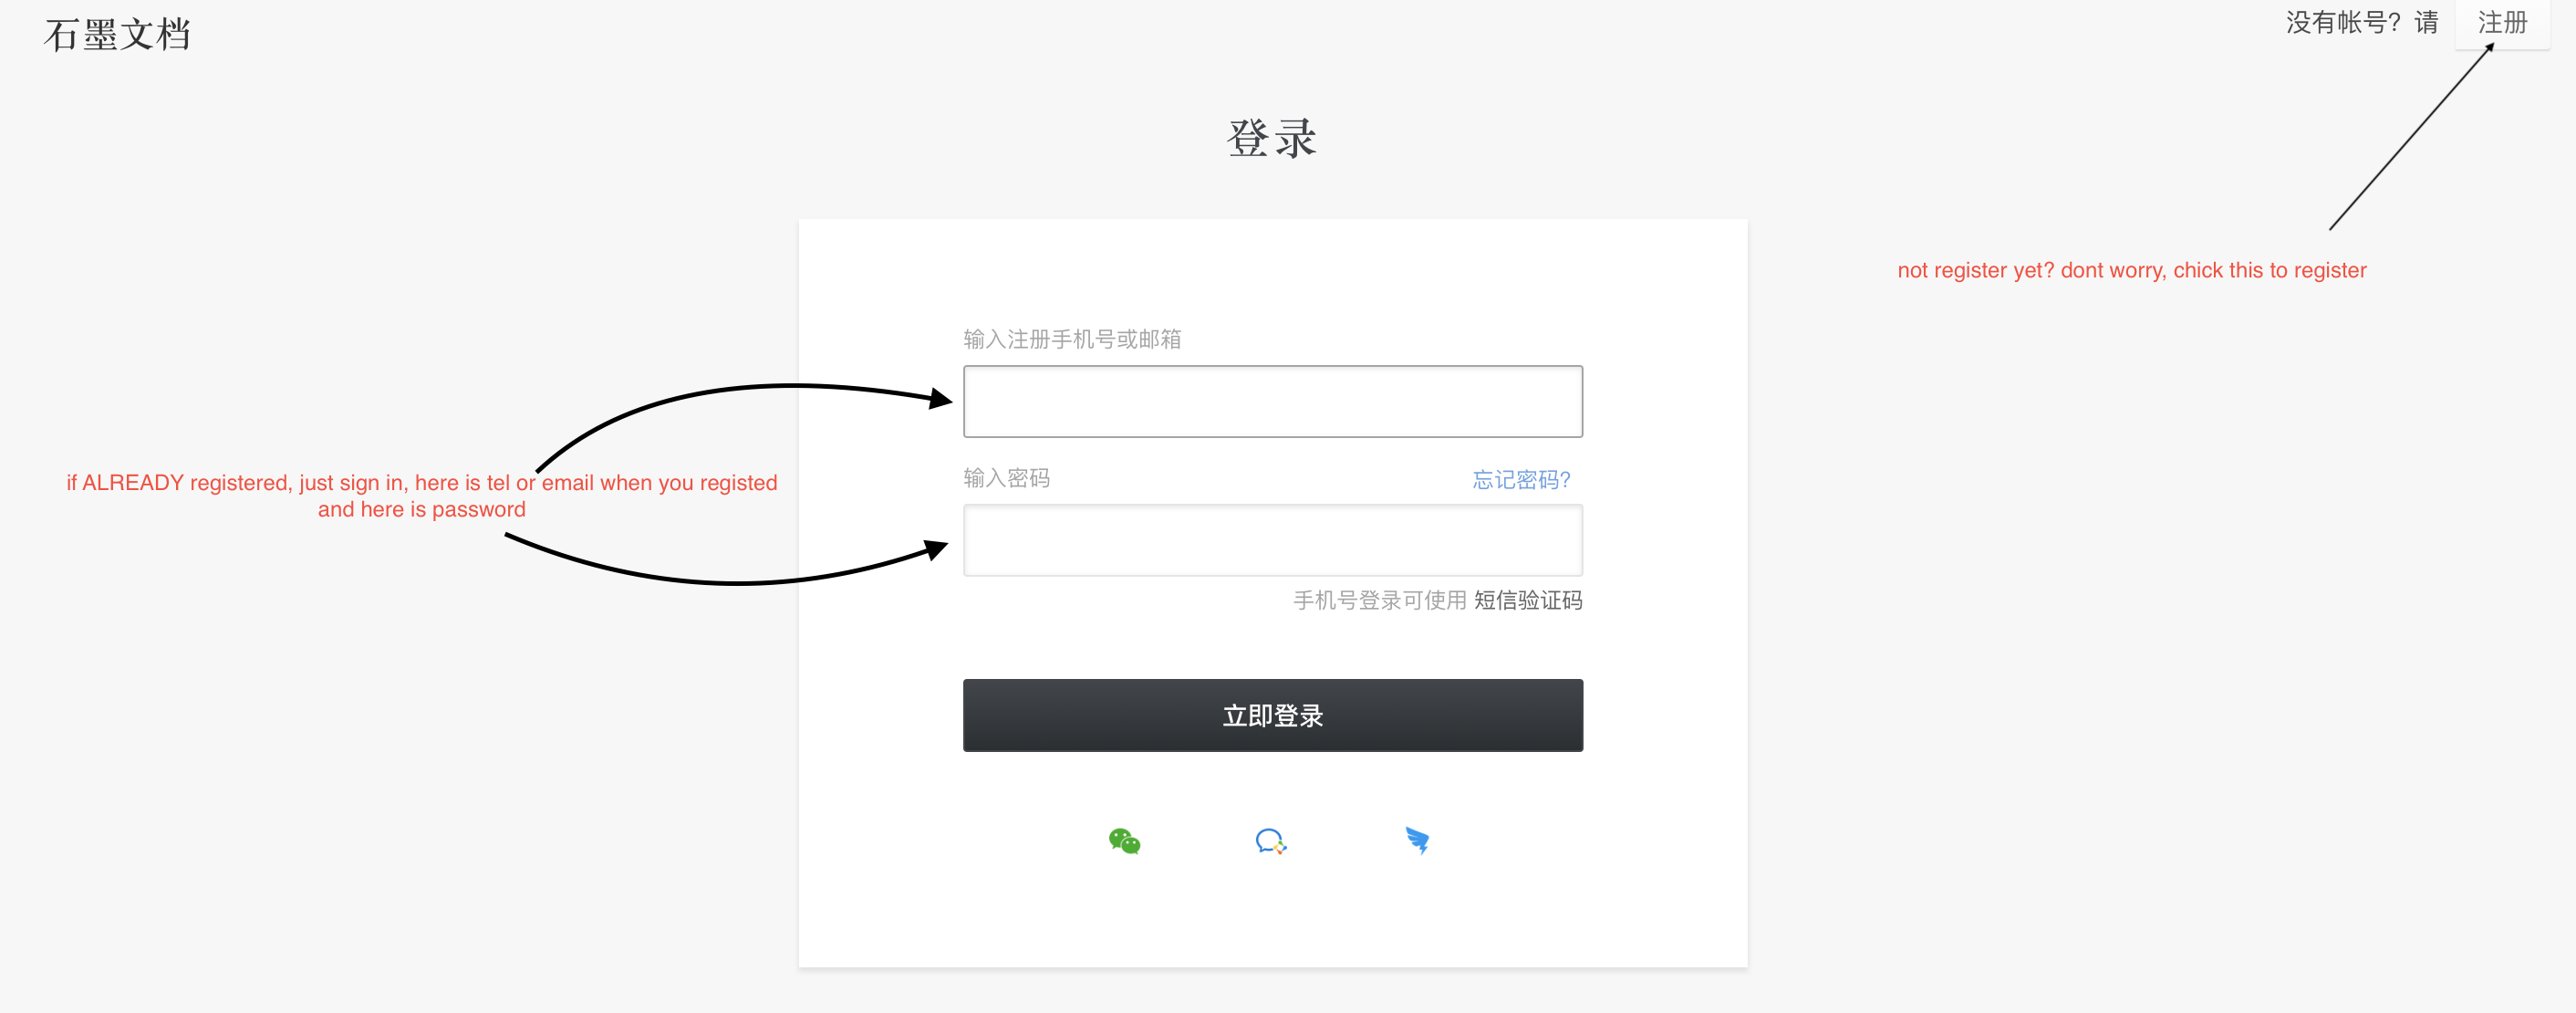 石墨文档
没有帐号? 请 注册
登录
not register yet? dont worry, chick this to register
输入注册手机号或邮箱
if ALREADY registered, just sign in, here is tel or email when you registed
and here is password
输入密码 忘记密码?
手机号登录可使用 短信验证码
立即登录